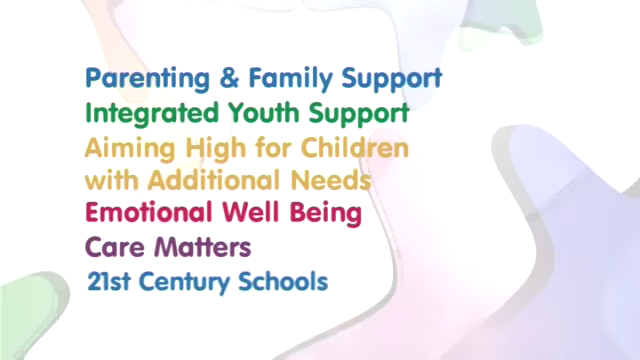 Parenting & Family Support
Integrated Youth Support
Aiming High for Children
with Additional Needs
Emotional Well Being
Care Matters
21st Century Schools